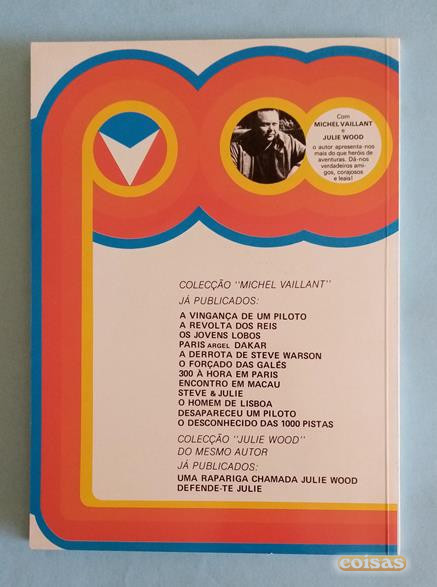 Com
MICHEL VAILLANT
e
JULIE WOOD
o autor apresenta-nos
mais do que heróis de
aventuras. Dá-nos
verdadeiros ami-
gos, corajosos
e leais!
COLECÇÃO "MICHEL VAILLANT"
JÁ PUBLICADOS:
A VINGANÇA DE UM PILOTO
A REVOLTA DOS REIS
OS JOVENS LOBOS
PARIS ARGEL DAKAR
A DERROTA DE STEVE WARSON
O FORÇADO DAS GALÉS
300 À HORA EM PARIS
ENCONTRO EM MACAU
STEVE & JULIE
O HOMEM DE LISBOA
DESAPARECEU UM PILOTO
O DESCONHECIDO DAS 1000 PISTAS
COLECÇÃO "JULIE WOOD"
DO MESMO AUTOR
JÁ PUBLICADOS:
UMA RAPARIGA CHAMADA JULIE WOOD
DEFENDE-TE JULIE
coisas